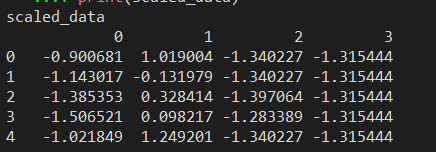 print(scaled_data)
scaled_data
0 1 2 3
0 -0.900681 1.019004 -1.340227 -1.315444
1 -1.143017 -0.131979 -1.340227 -1.315444
2 -1.385353 0.328414 -1.397064 -1.315444
3 -1.506521 0.098217 -1.283389 -1.315444
4 -1.021849 1.249201 -1.340227 -1.315444